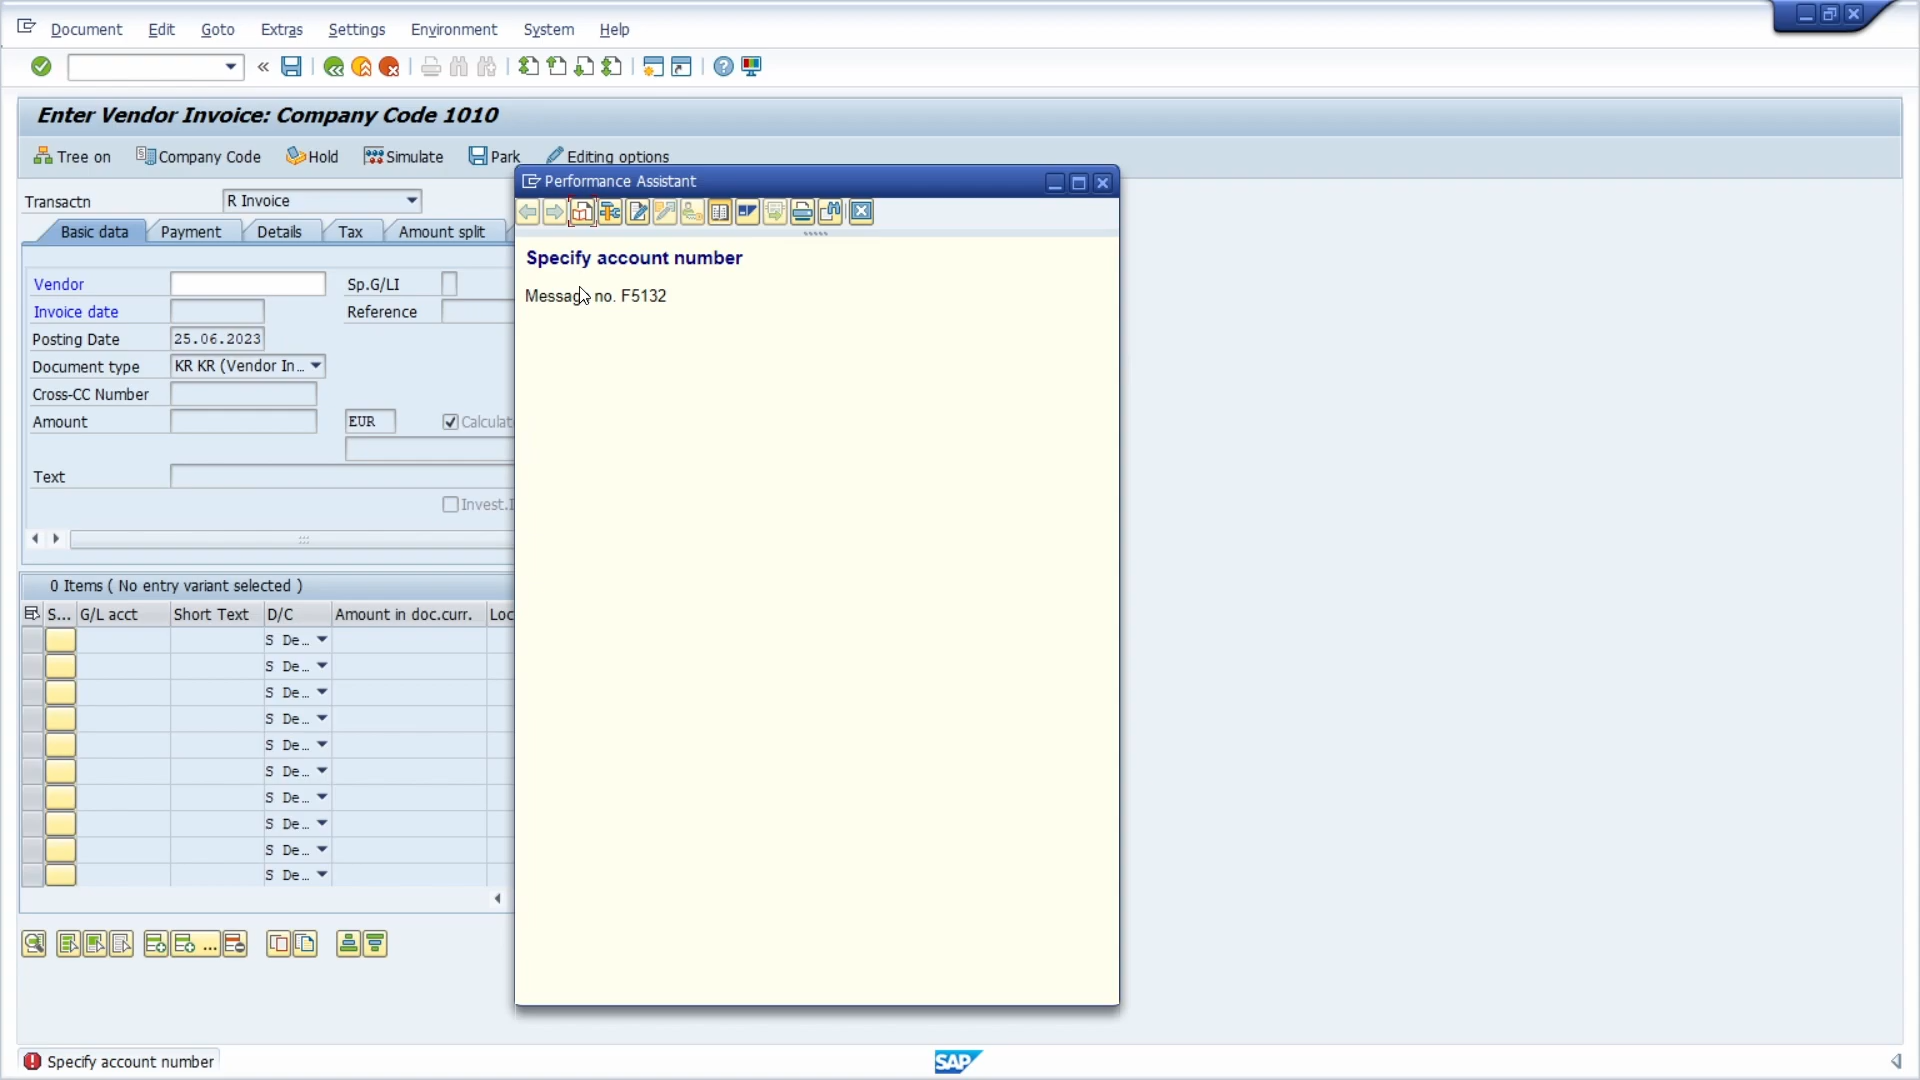 Document Edit Goto Extras Settings Environment System Help
Enter Vendor Invoice: Company Code 1010
Tree on Company Code Hold Simulate Park Editing options
Transactn R Invoice
Basic data Payment Details Tax Amount split
Vendor Sp.G/LI
Invoice date Reference
Posting Date 25.06.2023
Document type KR KR (Vendor In...
Cross-CC Number
Amount EUR Calculat
Text
Invest.I
0 Items ( No entry variant selected )
S... G/L acct Short Text D/C Amount in doc.curr. Loc
S De...
S De...
S De...
S De...
S De...
S De...
S De...
S De...
S De...
S De...
Performance Assistant
Specify account number
Message no. F5132
Specify account number
SAP